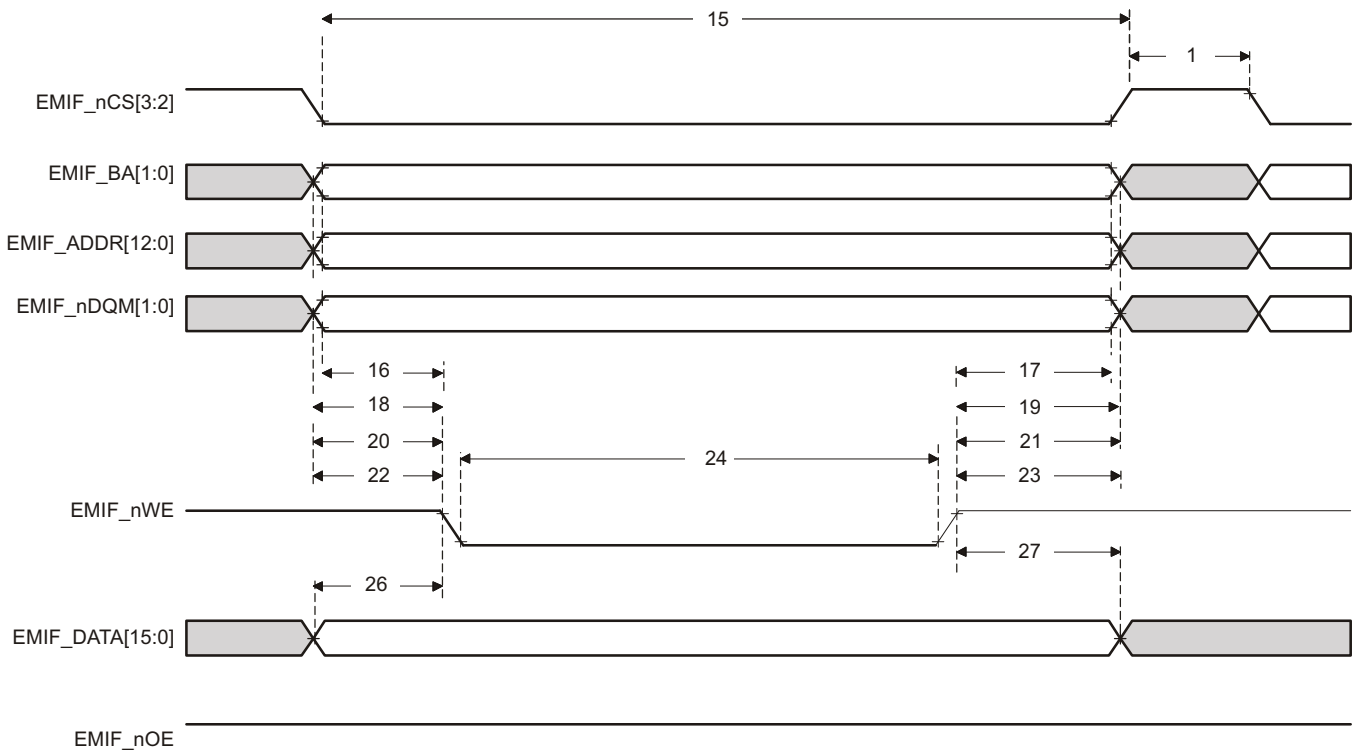 15
1
EMIF_nCS[3:2]
EMIF_BA[1:0]
EMIF_ADDR[12:0]
EMIF_nDQM[1:0]
16 17
18 19
20 21
24
22 23
EMIF_nWE
27
26
EMIF_DATA[15:0]
EMIF_nOE